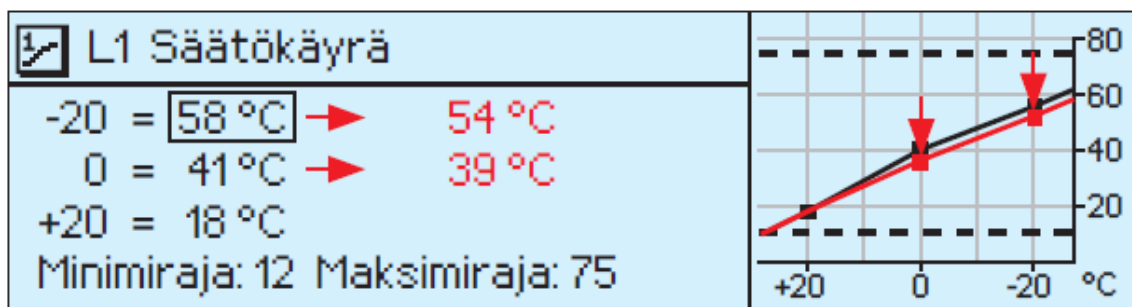 1 L1 Säätökäyrä
-20 = 58 °C 54 °C
0 = 41 °C 39 °C
+20 = 18 °C
Minimiraja: 12 Maksimiraja: 75
80
60
40
20
+20 0 -20 °C